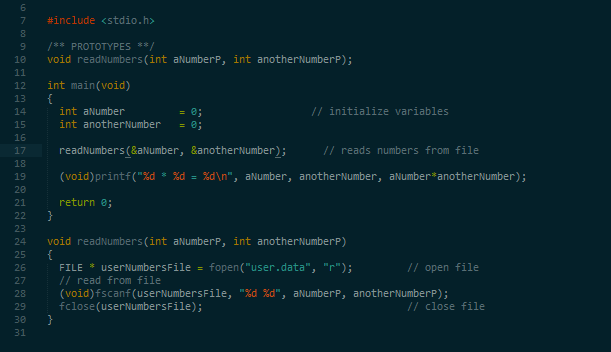 6
7 #include <stdio.h>
8
9 /** PROTOTYPES **/
10 void readNumbers(int aNumberP, int anotherNumberP);
11
12 int main(void)
13 {
14   int aNumber         = 0;                  // initialize variables
15   int anotherNumber   = 0;
16
17   readNumbers(&aNumber, &anotherNumber);      // reads numbers from file
18
19   (void)printf("%d * %d = %d\n", aNumber, anotherNumber, aNumber*anotherNumber);
20
21   return 0;
22 }
23
24 void readNumbers(int aNumberP, int anotherNumberP)
25 {
26   FILE * userNumbersFile = fopen("user.data", "r");         // open file
27   // read from file
28   (void)fscanf(userNumbersFile, "%d %d", aNumberP, anotherNumberP);
29   fclose(userNumbersFile);                                  // close file
30 }
31